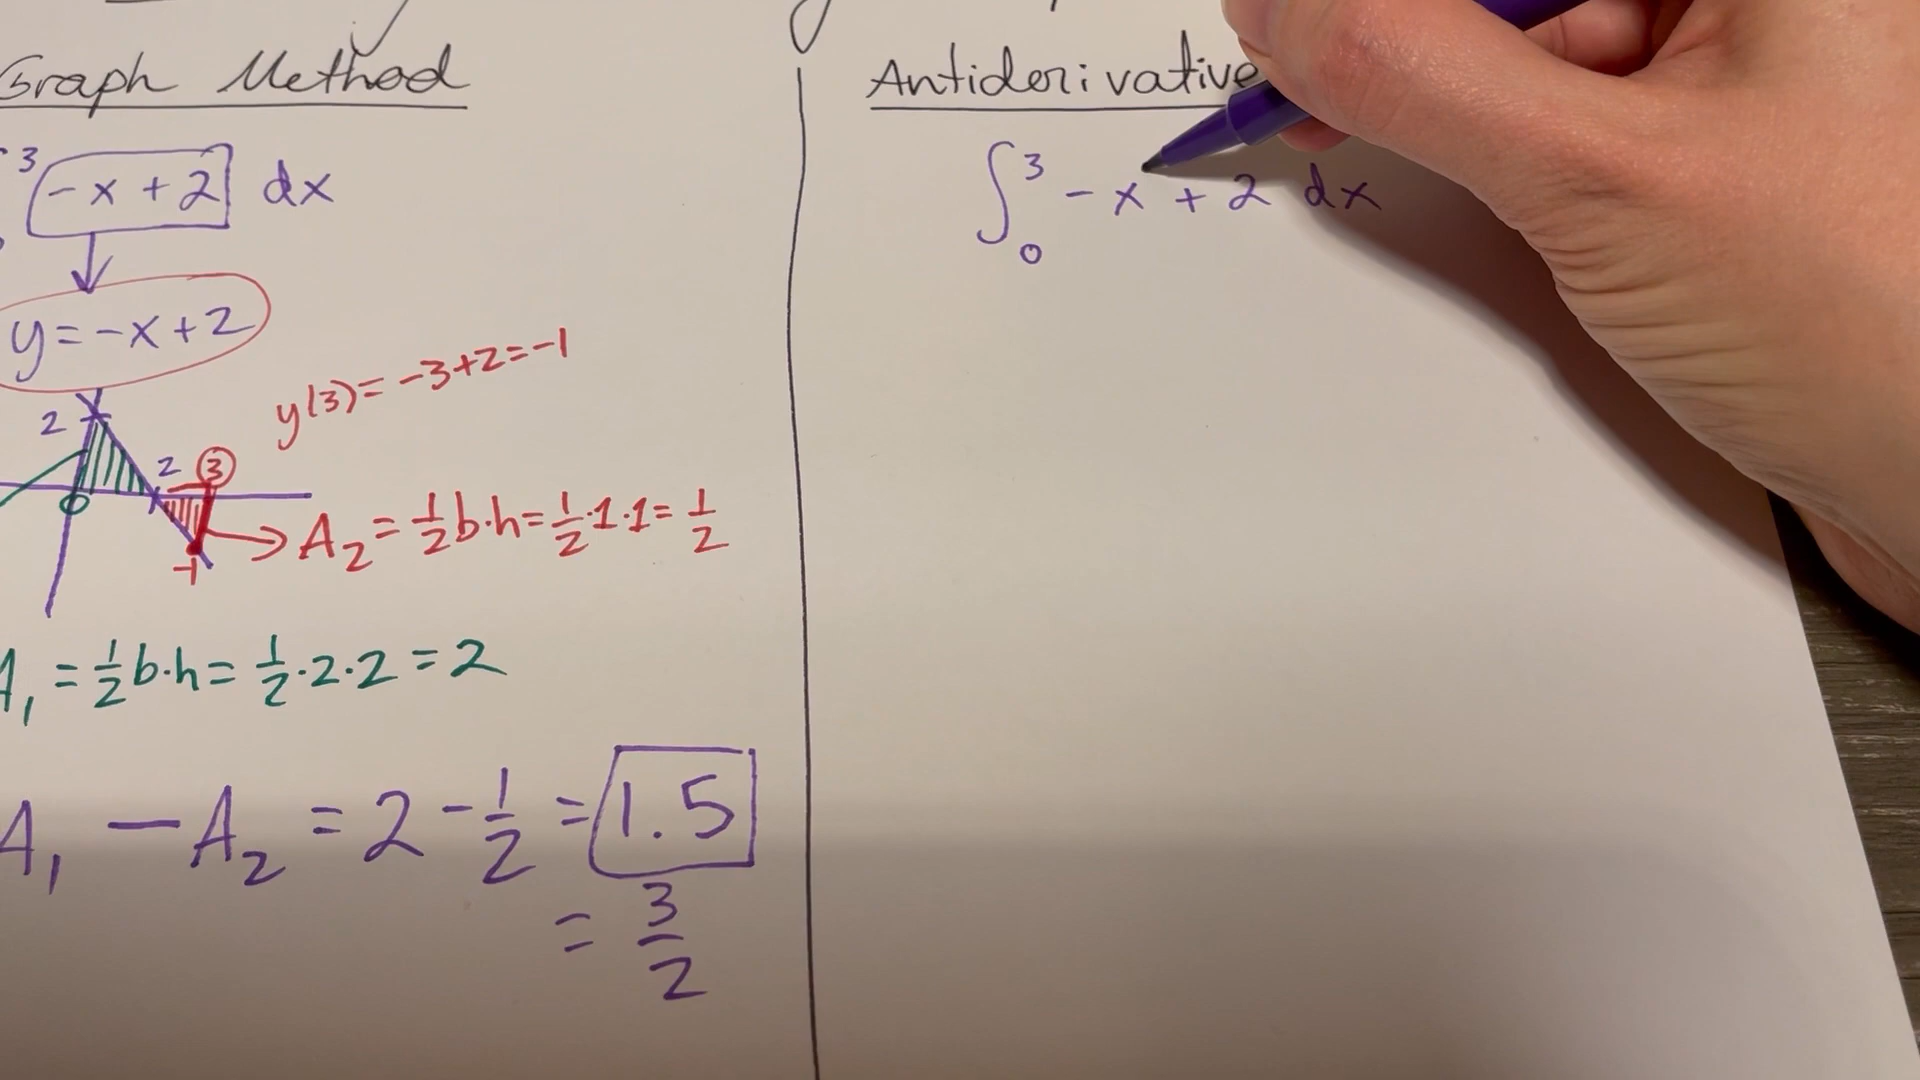 Graph Method
3 -x + 2 dx
y = -x + 2
y(3) = -3+2 = -1
2
2 3
0
-1
A₂ = 1/2 b·h = 1/2·1·1 = 1/2
A₁ = 1/2 b·h = 1/2·2·2 = 2
A₁ - A₂ = 2 - 1/2 = 1.5
= 3/2
Antiderivative
∫₀³ -x + 2 dx